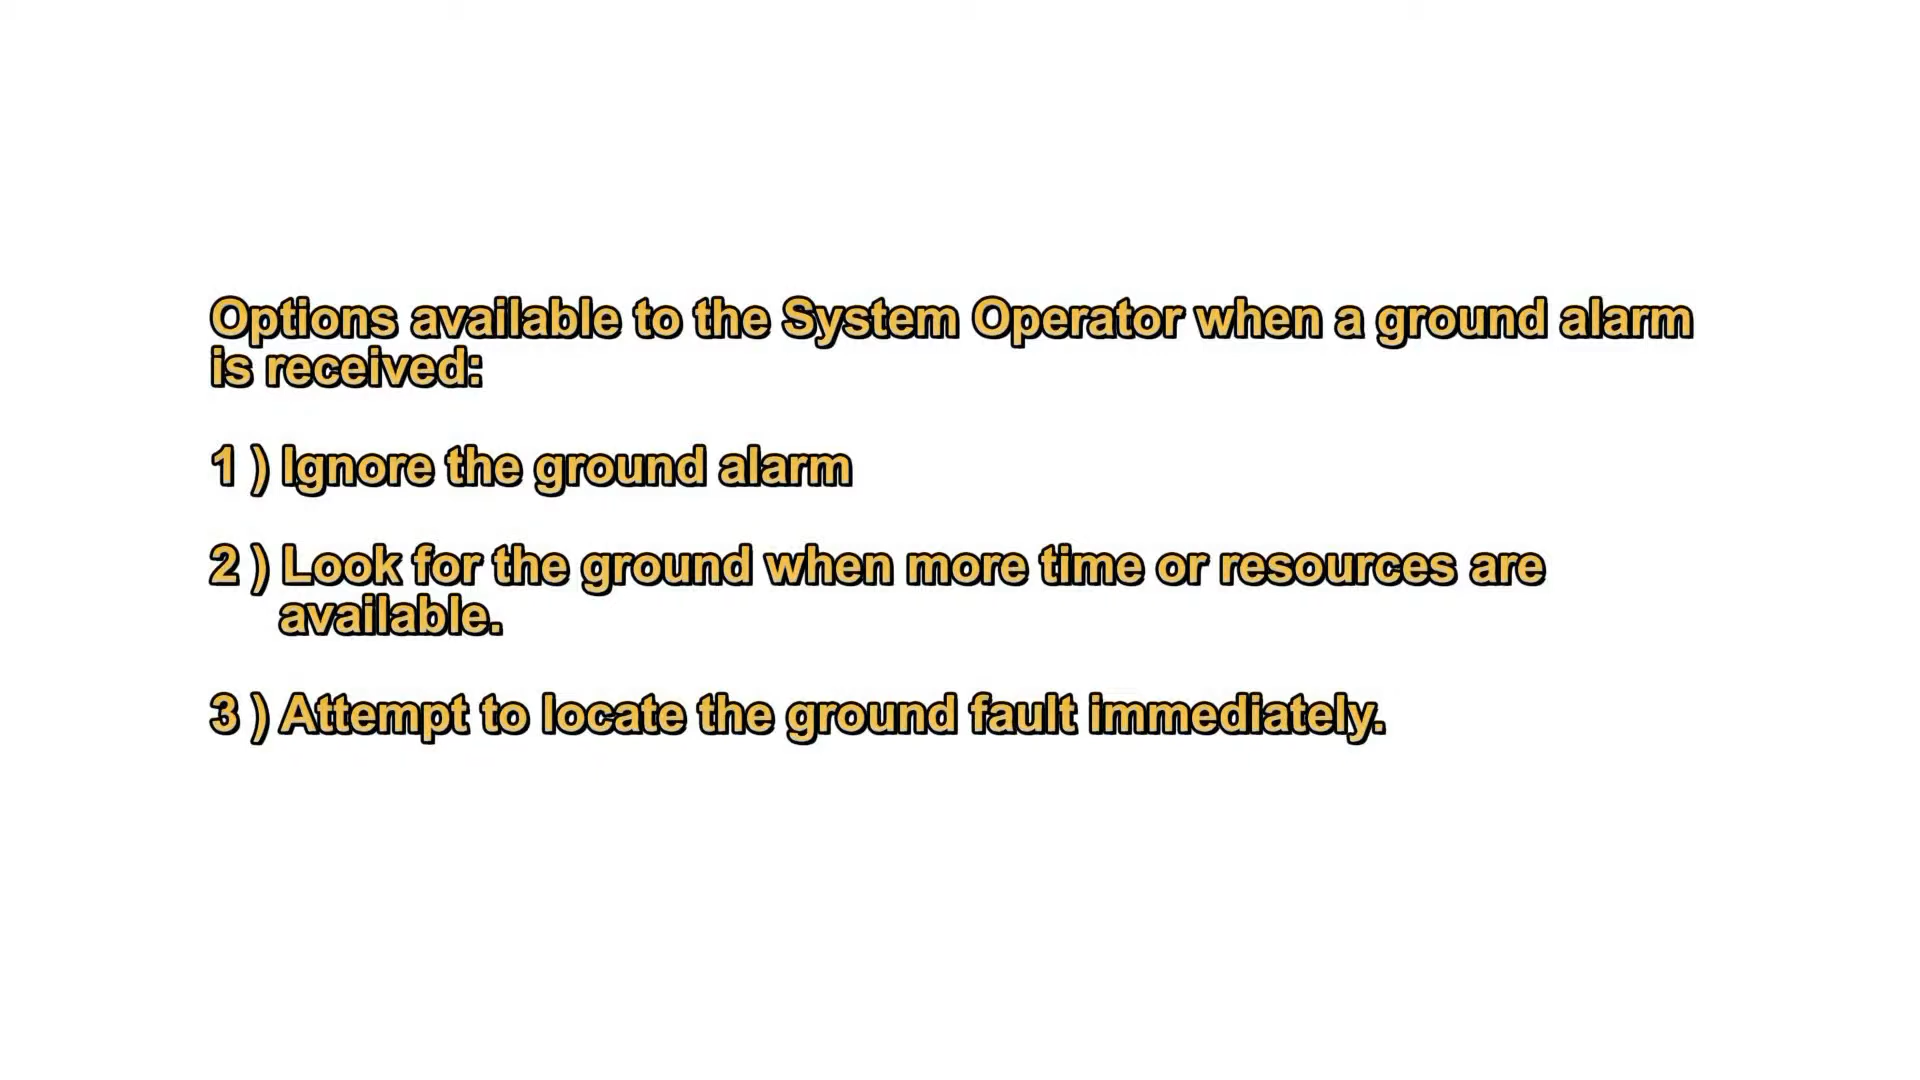 Options available to the System Operator when a ground alarm
is received:
1 ) Ignore the ground alarm
2 ) Look for the ground when more time or resources are
available.
3 ) Attempt to locate the ground fault immediately.